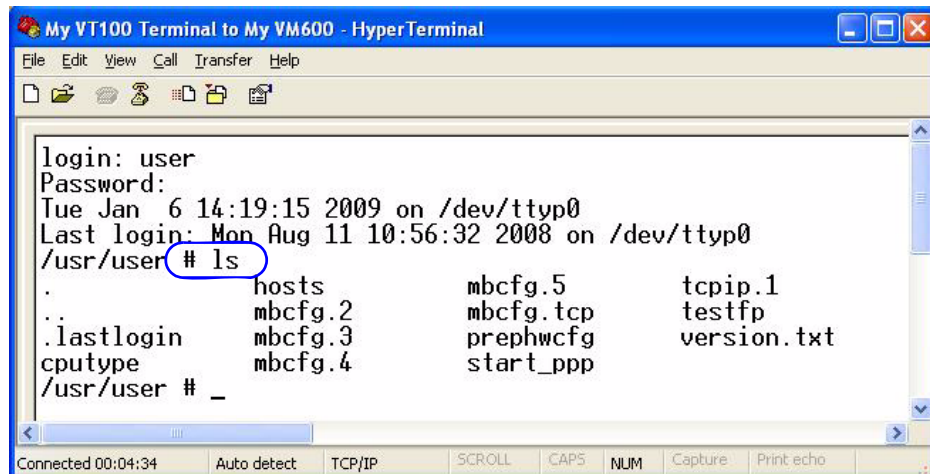 My VT100 Terminal to My VM600 - HyperTerminal
File Edit View Call Transfer Help
login: user
Password:
Tue Jan  6 14:19:15 2009 on /dev/ttyp0
Last login: Mon Aug 11 10:56:32 2008 on /dev/ttyp0
/usr/user # ls
. hosts mbcfg.5 tcpip.1
.. mbcfg.2 mbcfg.tcp testfp
.lastlogin mbcfg.3 prephwcfg version.txt
cputype mbcfg.4 start_ppp
/usr/user # _
Connected 00:04:34 Auto detect TCP/IP SCROLL CAPS NUM Capture Print echo